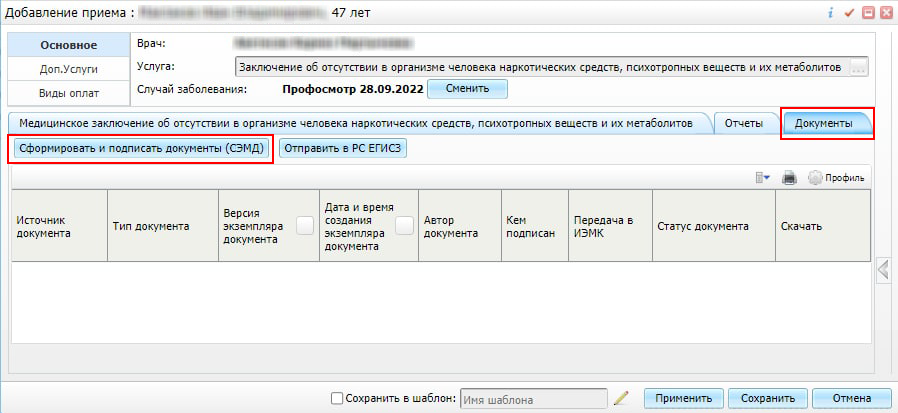 Добавление приема : 47 лет
Основное
Доп.Услуги
Виды оплат
Врач:
Услуга: Заключение об отсутствии в организме человека наркотических средств, психотропных веществ и их метаболитов ...
Случай заболевания: Профосмотр 28.09.2022 Сменить
Медицинское заключение об отсутствии в организме человека наркотических средств, психотропных веществ и их метаболитов Отчеты Документы
Сформировать и подписать документы (СЭМД) Отправить в РС ЕГИСЗ
Профиль
Источник документа
Тип документа
Версия экземпляра документа
Дата и время создания экземпляра документа
Автор документа
Кем подписан
Передача в ИЭМК
Статус документа
Скачать
Сохранить в шаблон: Имя шаблона Применить Сохранить Отмена